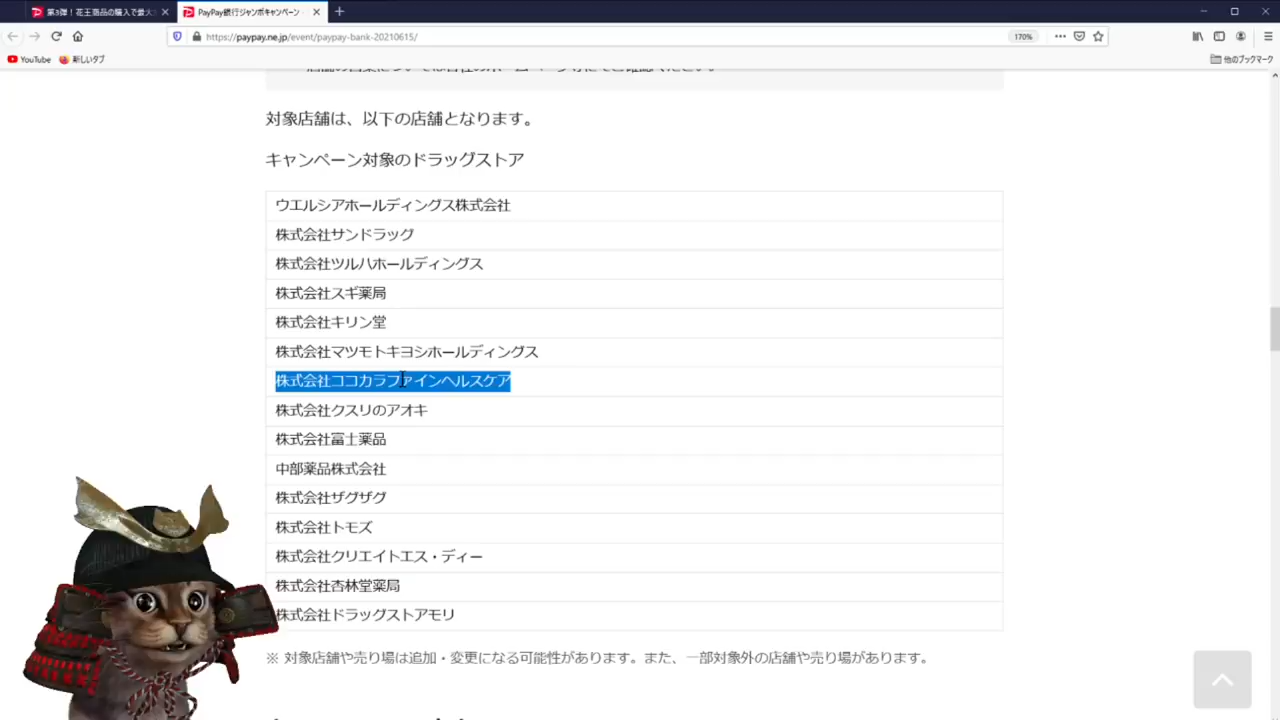 第3弾！花王商品の購入で最大
PayPay銀行ジャンボキャンペーン
https://paypay.ne.jp/event/paypay-bank-20210615/
170%
YouTube
新しいタブ
他のブックマーク
対象店舗は、以下の店舗となります。
キャンペーン対象のドラッグストア
ウエルシアホールディングス株式会社
株式会社サンドラッグ
株式会社ツルハホールディングス
株式会社スギ薬局
株式会社キリン堂
株式会社マツモトキヨシホールディングス
株式会社ココカラファインヘルスケア
株式会社クスリのアオキ
株式会社富士薬品
中部薬品株式会社
株式会社ザグザグ
株式会社トモズ
株式会社クリエイトエス・ディー
株式会社杏林堂薬局
株式会社ドラッグストアモリ
※ 対象店舗や売り場は追加・変更になる可能性があります。また、一部対象外の店舗や売り場があります。